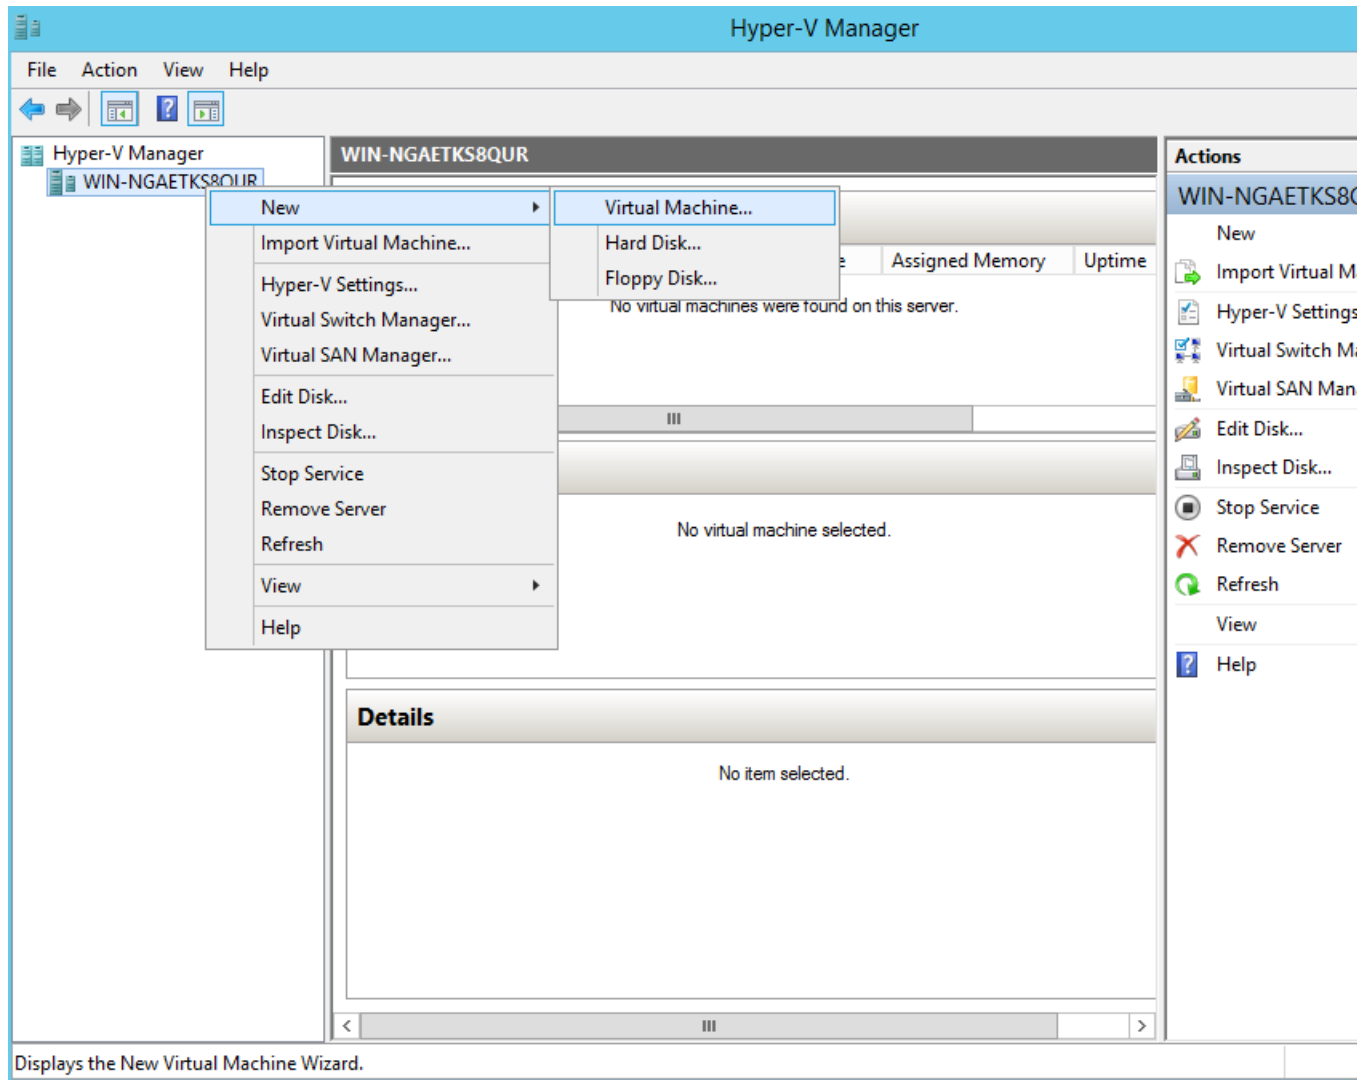 Hyper-V Manager
File Action View Help
Hyper-V Manager
WIN-NGAETKS8QUR
New
Import Virtual Machine...
Hyper-V Settings...
Virtual Switch Manager...
Virtual SAN Manager...
Edit Disk...
Inspect Disk...
Stop Service
Remove Server
Refresh
View
Help
Virtual Machine...
Hard Disk...
Floppy Disk...
WIN-NGAETKS8QUR
Assigned Memory Uptime
No virtual machines were found on this server.
No virtual machine selected.
Details
No item selected.
Actions
WIN-NGAETKS8
New
Import Virtual M
Hyper-V Settings
Virtual Switch Ma
Virtual SAN Man
Edit Disk...
Inspect Disk...
Stop Service
Remove Server
Refresh
View
Help
Displays the New Virtual Machine Wizard.